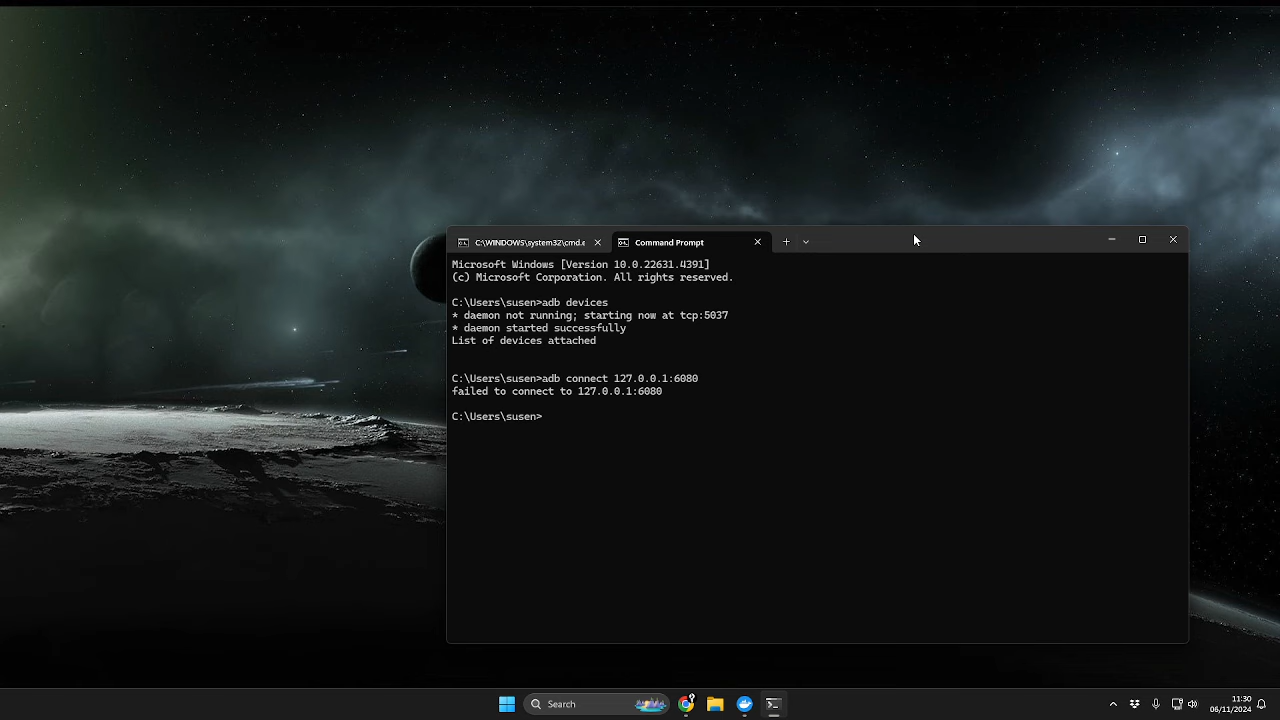 C:\WINDOWS\system32\cmd.e
Command Prompt
Microsoft Windows [Version 10.0.22631.4391]
(c) Microsoft Corporation. All rights reserved.
C:\Users\susen>adb devices
* daemon not running; starting now at tcp:5037
* daemon started successfully
List of devices attached
C:\Users\susen>adb connect 127.0.0.1:6080
failed to connect to 127.0.0.1:6080
C:\Users\susen>
Search
11:30
06/11/2024